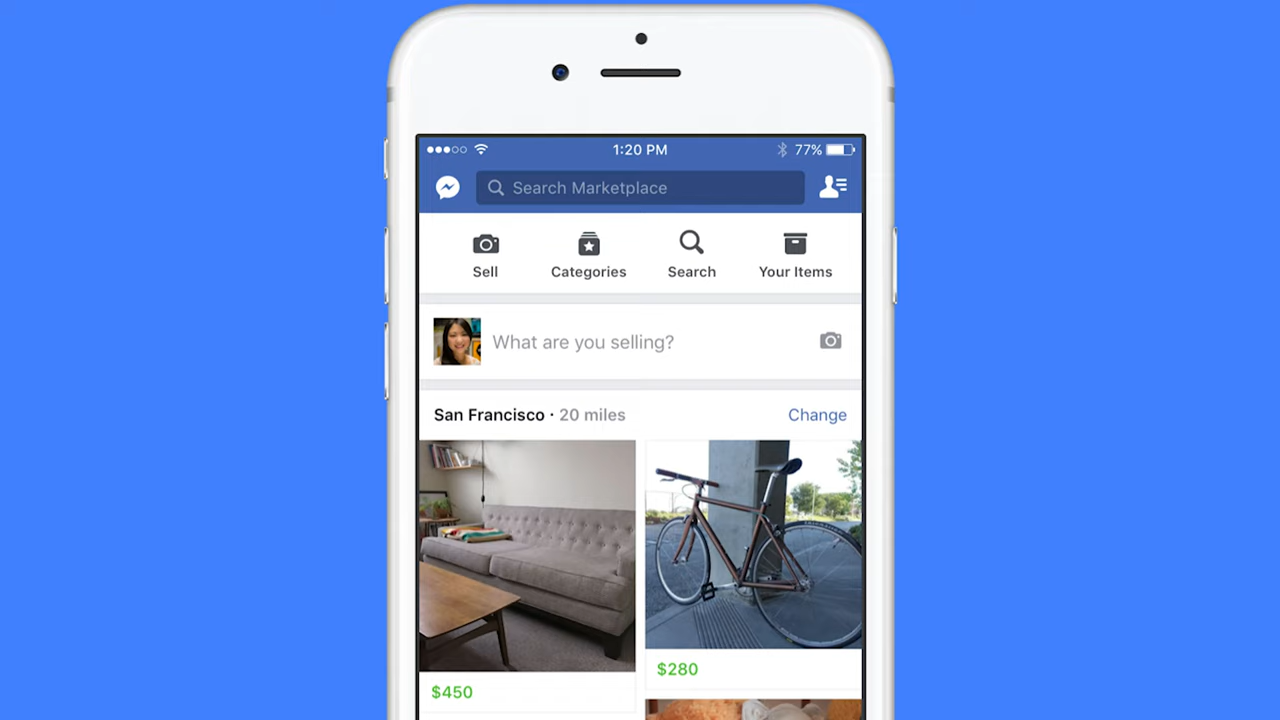 1:20 PM
77%
Search Marketplace
Sell
Categories
Search
Your Items
What are you selling?
San Francisco · 20 miles
Change
$450
$280